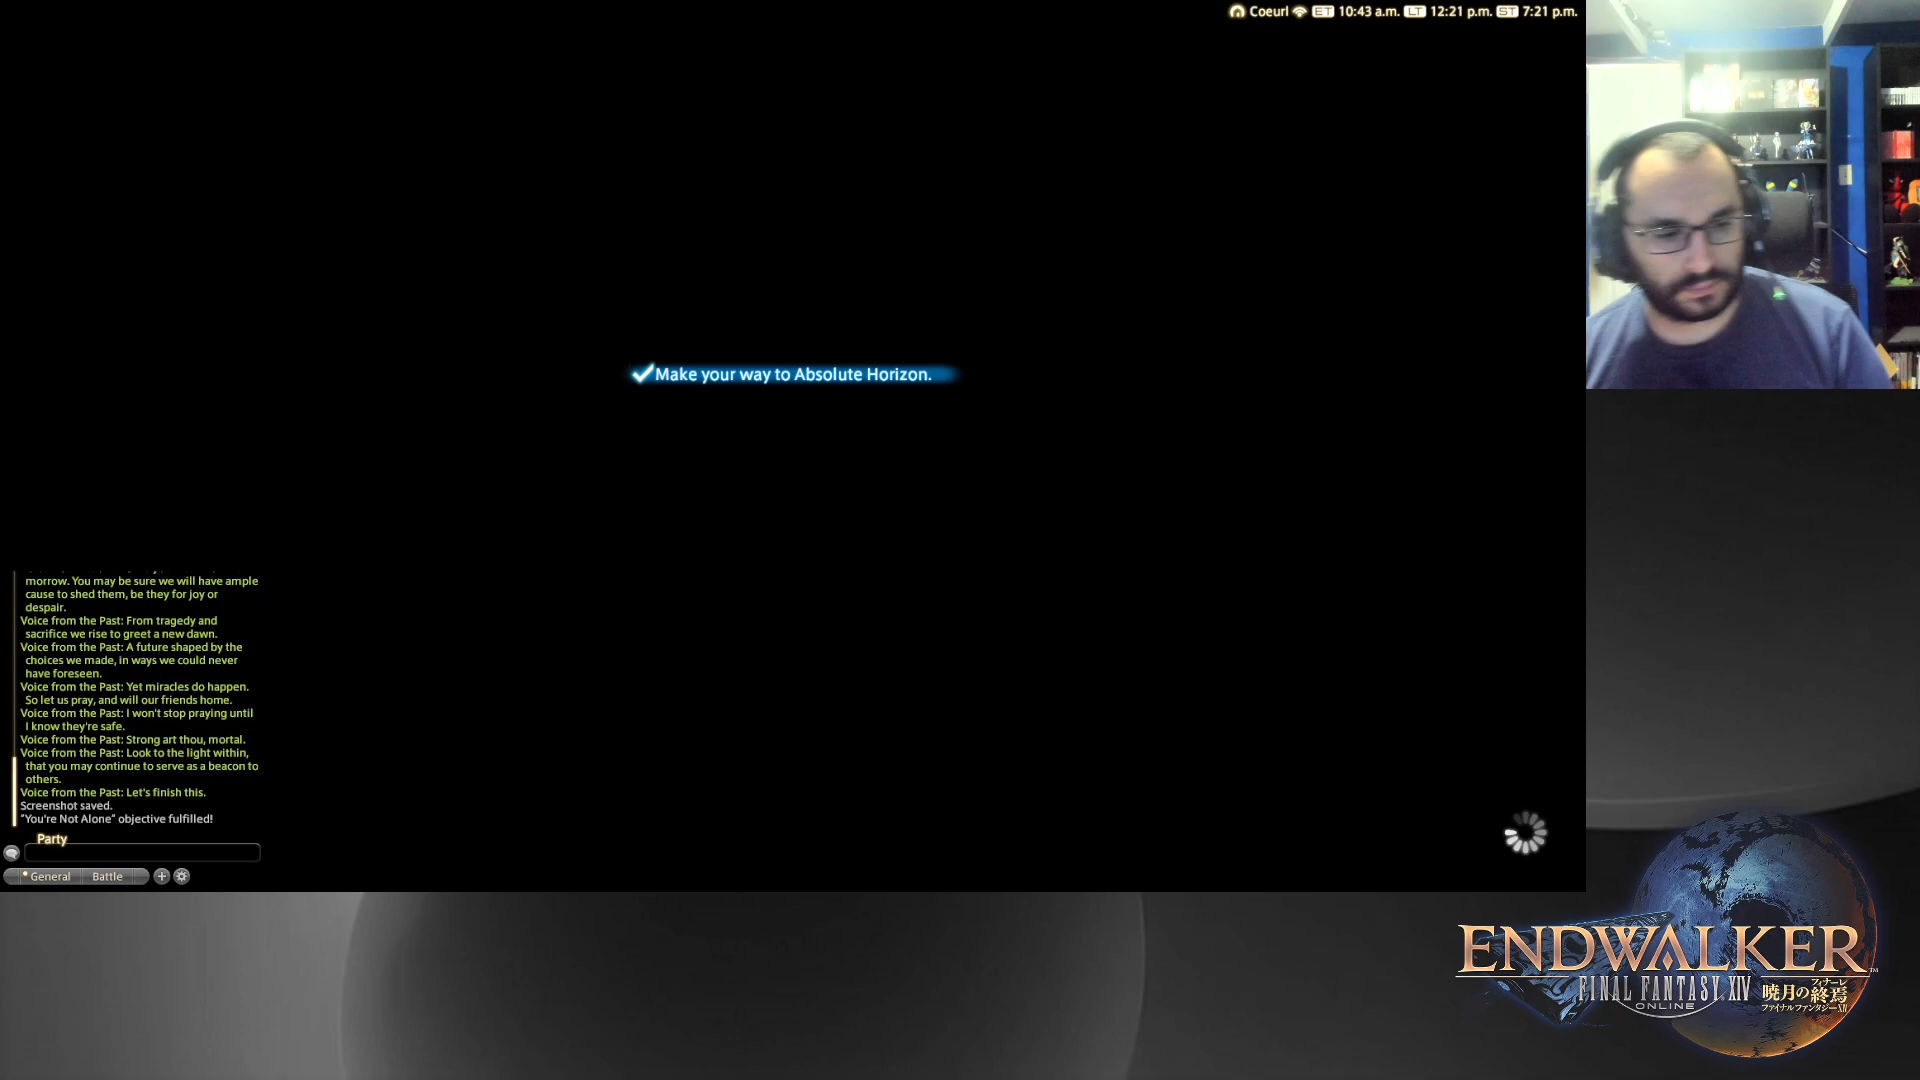 Coeurl ET 10:43 a.m. LT 12:21 p.m. ST 7:21 p.m.
Make your way to Absolute Horizon.
morrow. You may be sure we will have ample
cause to shed them, be they for joy or
despair.
Voice from the Past: From tragedy and
sacrifice we rise to greet a new dawn.
Voice from the Past: A future shaped by the
choices we made, in ways we could never
have foreseen.
Voice from the Past: Yet miracles do happen.
So let us pray, and will our friends home.
Voice from the Past: I won't stop praying until
I know they're safe.
Voice from the Past: Strong art thou, mortal.
Voice from the Past: Look to the light within,
that you may continue to serve as a beacon to
others.
Voice from the Past: Let's finish this.
Screenshot saved.
"You're Not Alone" objective fulfilled!
Party
General Battle
ENDWALKER™
FINAL FANTASY XIV
ONLINE
フィナーレ
暁月の終焉
ファイナルファンタジーXIV